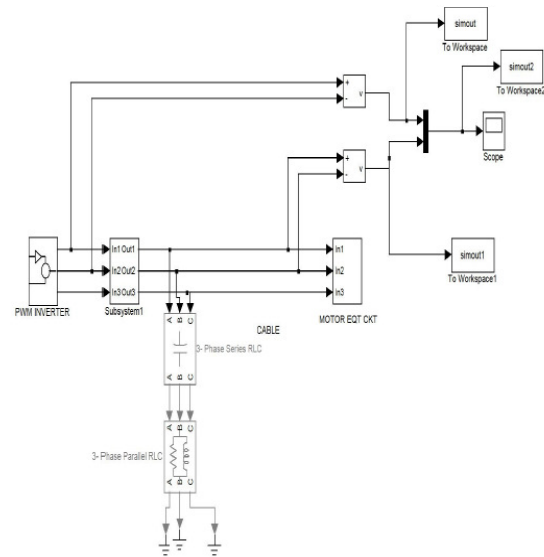 simout
To Workspace
simout2
To Workspace2
+
-
v
Scope
+
-
v
simout1
To Workspace1
PWM INVERTER
In1 Out1
In2 Out2
In3 Out3
Subsystem1
In1
In2
In3
MOTOR EQT CKT
CABLE
A B C
3- Phase Series RLC
A B C
A B C
3- Phase Parallel RLC
A B C